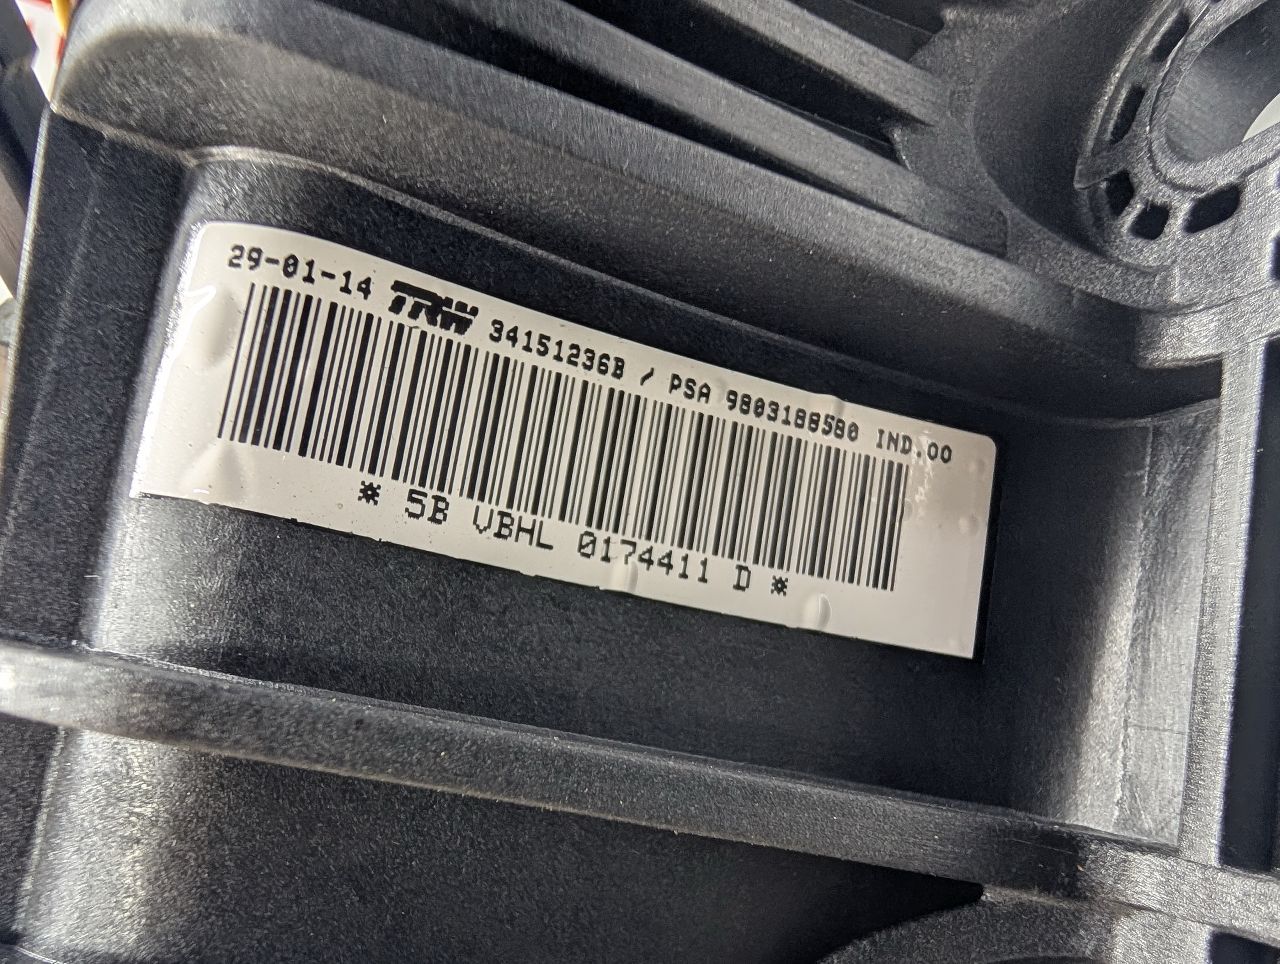 29-01-14 TRW 34151236B / PSA 9803188580 IND.00
* 5B VBHL 0174411 D *